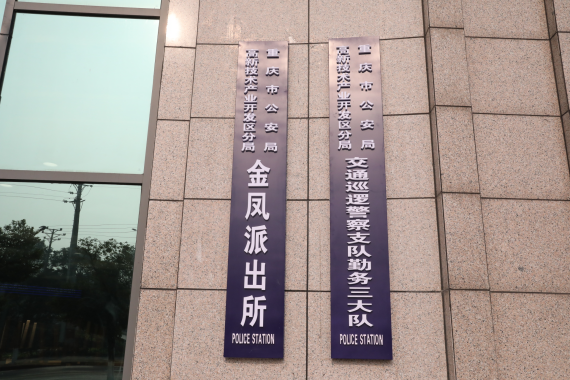 重庆市公安局
高新技术产业开发区分局
金凤派出所
POLICE STATION
重庆市公安局
高新技术产业开发区分局
交通巡逻警察支队勤务三大队
POLICE STATION